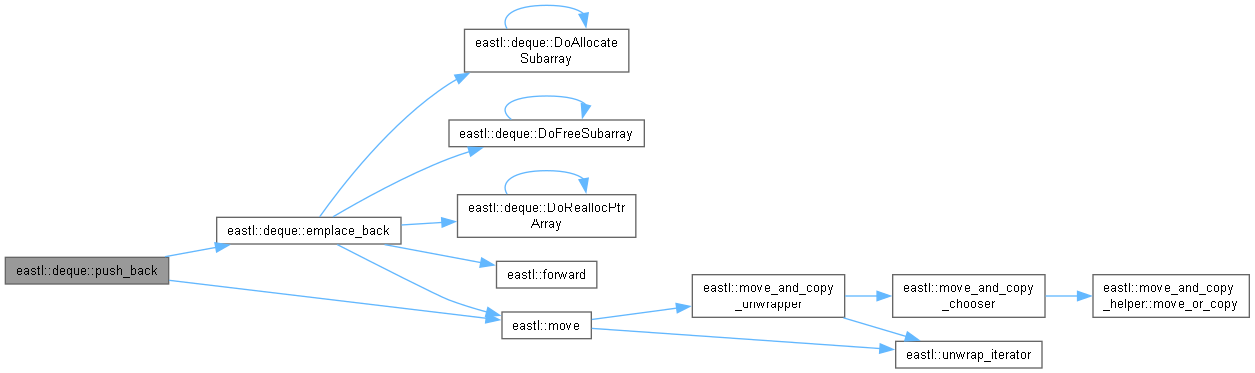 eastl::deque::DoAllocate
Subarray
eastl::deque::DoFreeSubarray
eastl::deque::DoReallocPtr
Array
eastl::deque::emplace_back
eastl::deque::push_back
eastl::forward
eastl::move
eastl::move_and_copy
_unwrapper
eastl::move_and_copy
_chooser
eastl::move_and_copy
_helper::move_or_copy
eastl::unwrap_iterator